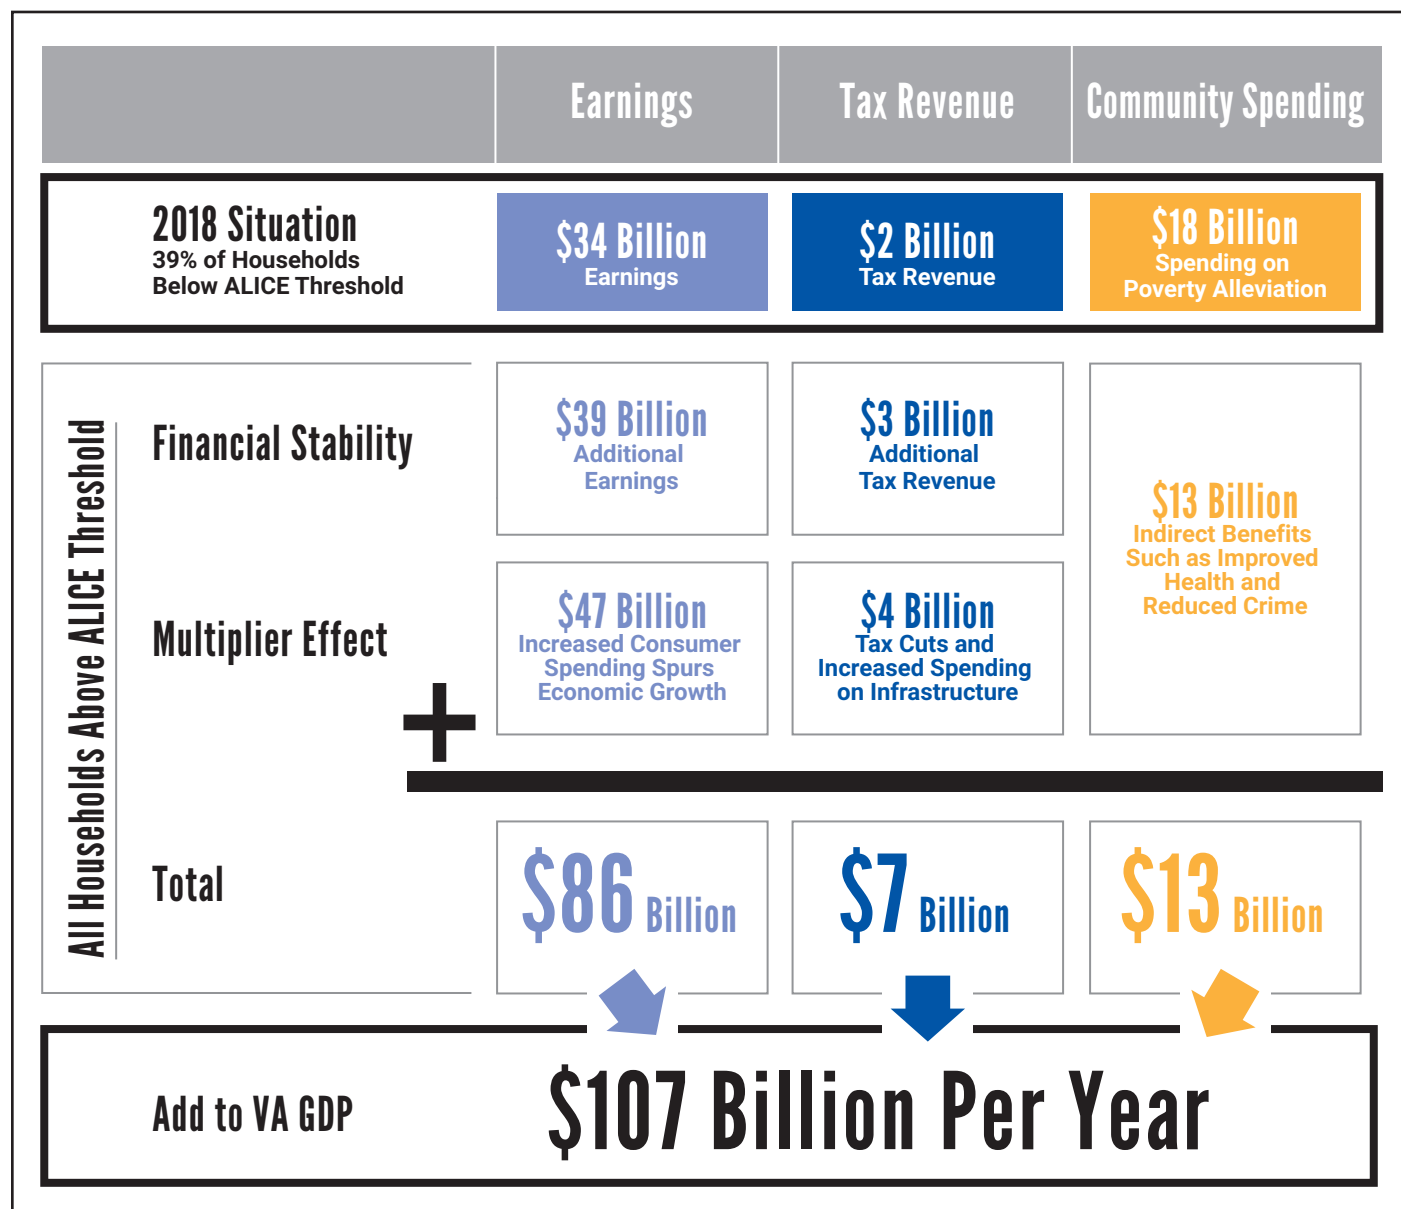 Earnings
Tax Revenue
Community Spending
2018 Situation
39% of Households
Below ALICE Threshold
$34 Billion
Earnings
$2 Billion
Tax Revenue
$18 Billion
Spending on
Poverty Alleviation
All Households Above ALICE Threshold
Financial Stability
$39 Billion
Additional
Earnings
$3 Billion
Additional
Tax Revenue
$13 Billion
Indirect Benefits
Such as Improved
Health and
Reduced Crime
Multiplier Effect
$47 Billion
Increased Consumer
Spending Spurs
Economic Growth
$4 Billion
Tax Cuts and
Increased Spending
on Infrastructure
+
Total
$86 Billion
$7 Billion
$13 Billion
Add to VA GDP
$107 Billion Per Year